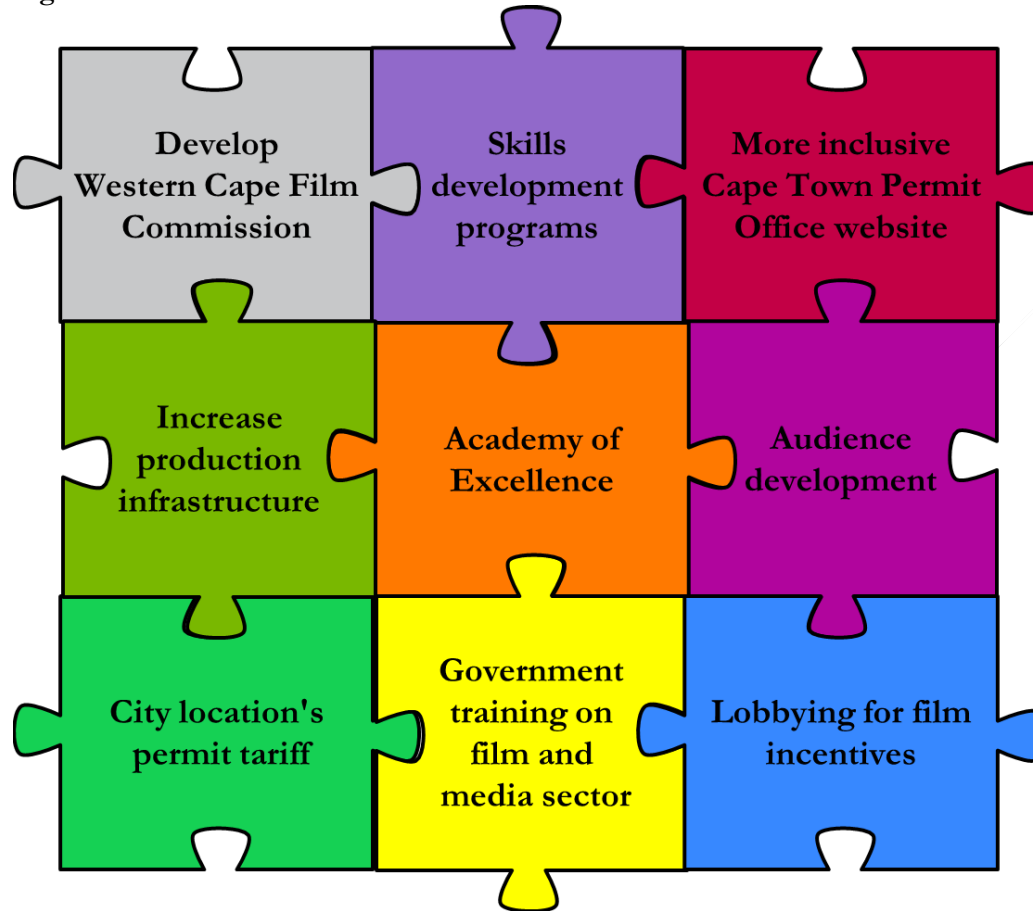 Develop
Western Cape Film
Commission
Skills
development
programs
More inclusive
Cape Town Permit
Office website
Increase
production
infrastructure
Academy of
Excellence
Audience
development
City location's
permit tariff
Government
training on
film and
media sector
Lobbying for film
incentives